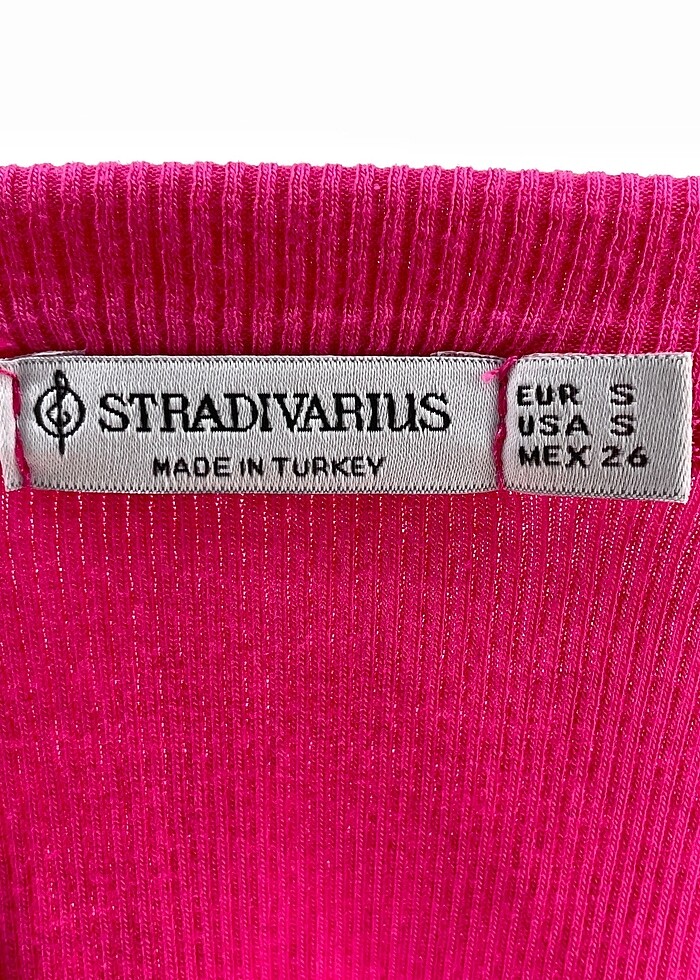 STRADIVARIUS
MADE IN TURKEY
EUR S
USA S
MEX 26